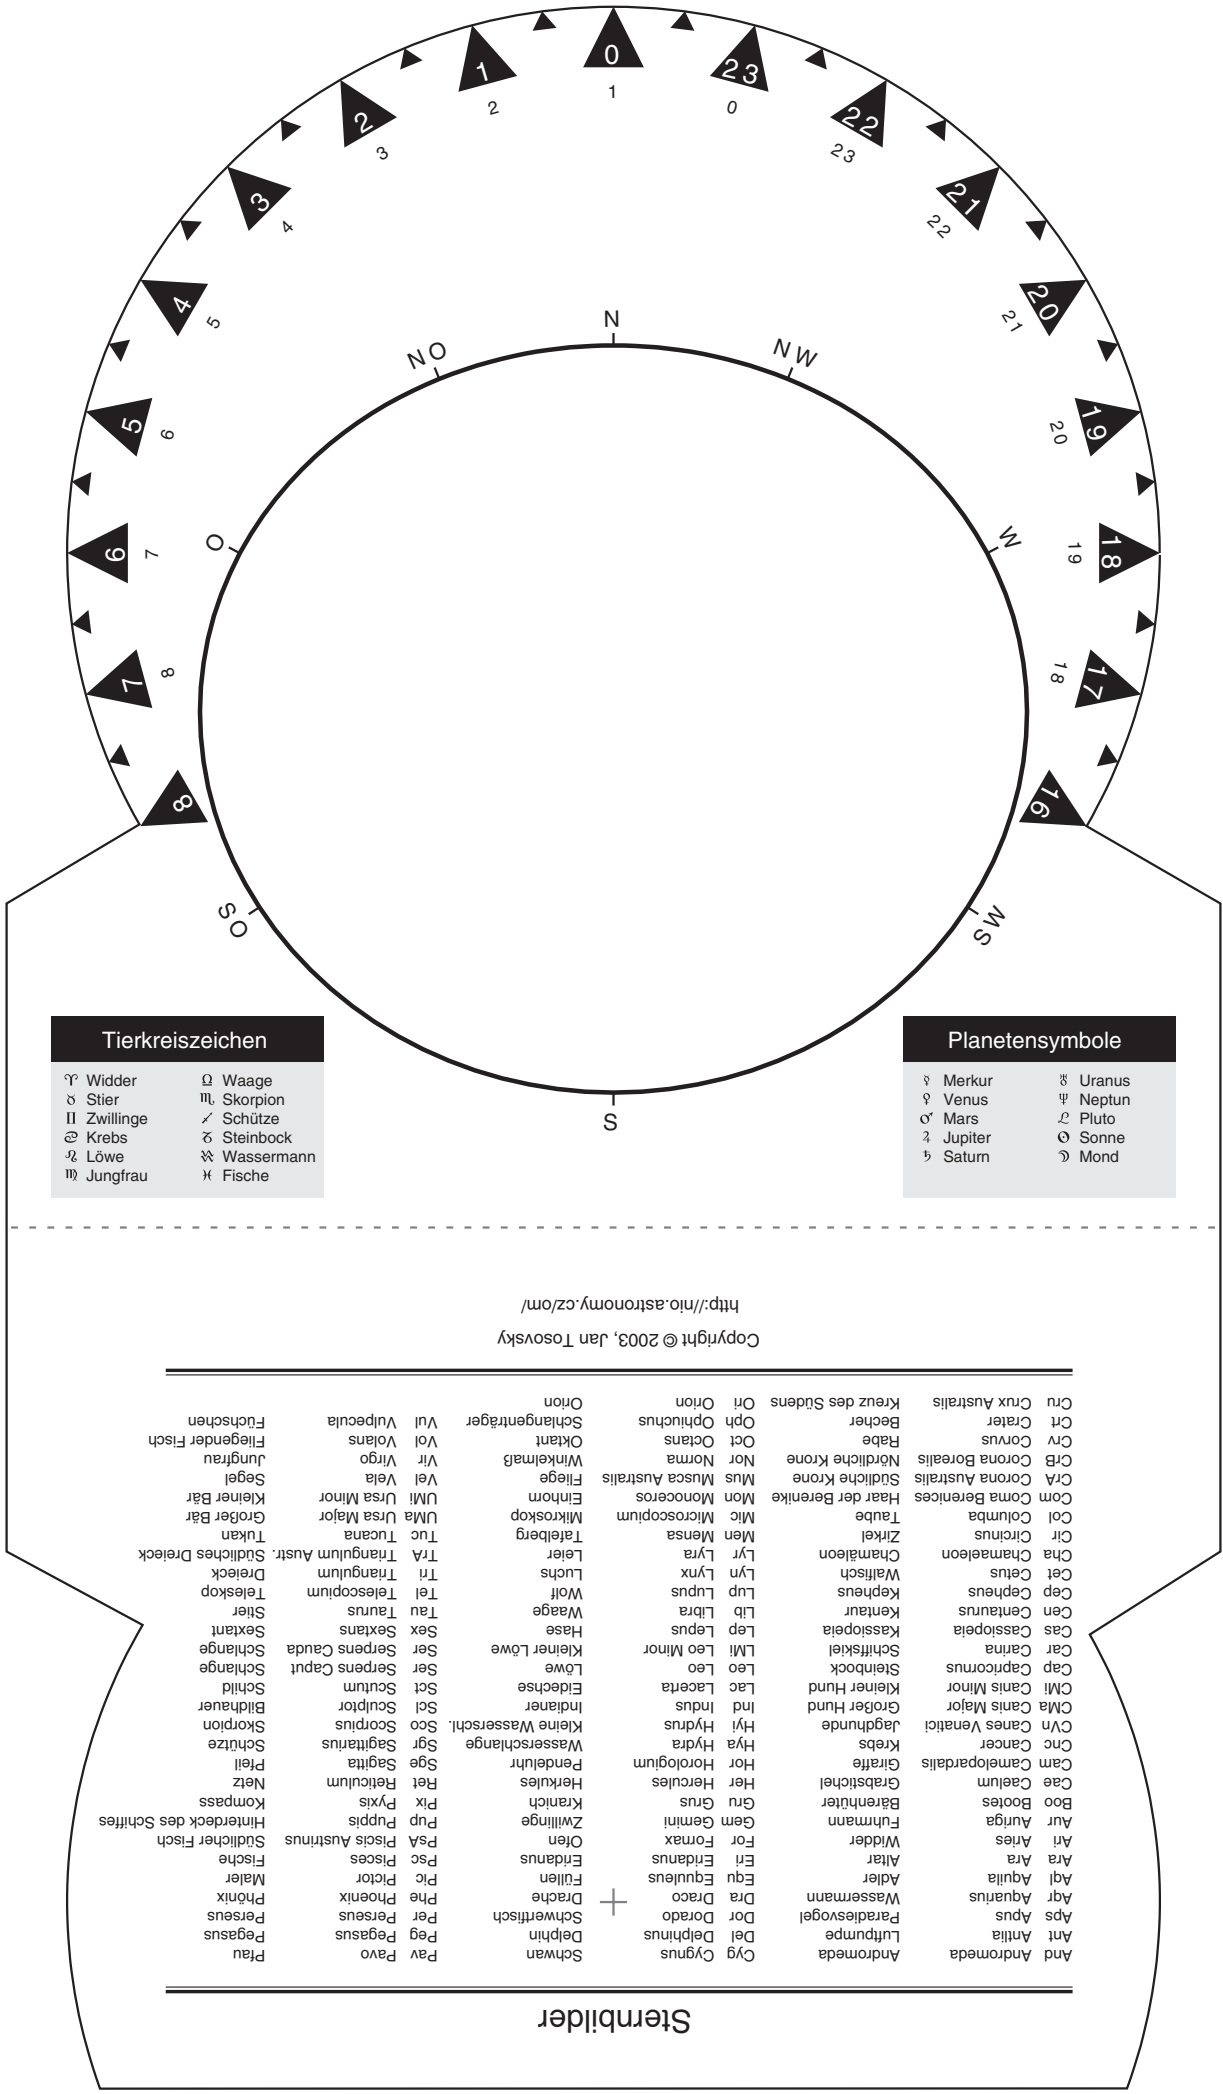 0
1
23
0
22
23
21
22
20
21
19
20
18
19
17
18
16
1
2
2
3
3
4
4
5
5
6
6
7
7
8
8
N
NO
NW
O
W
SO
SW
S
Tierkreiszeichen
♈ Widder ♎ Waage
♉ Stier ♏ Skorpion
♊ Zwillinge ♐ Schütze
♋ Krebs ♑ Steinbock
♌ Löwe ♒ Wassermann
♍ Jungfrau ♓ Fische
Planetensymbole
☿ Merkur ♅ Uranus
♀ Venus ♆ Neptun
♂ Mars ♇ Pluto
♃ Jupiter ☉ Sonne
♄ Saturn ☽ Mond
Sternbilder
And Andromeda Andromeda Cyg Cygnus Schwan Pav Pavo Pfau
Ant Antlia Luftpumpe Del Delphinus Delphin Peg Pegasus Pegasus
Aps Apus Paradiesvogel Dor Dorado Schwertfisch Per Perseus Perseus
Aqr Aquarius Wassermann Dra Draco Drache Phe Phoenix Phönix
Aql Aquila Adler Equ Equuleus Füllen Pic Pictor Maler
Ara Ara Altar Eri Eridanus Eridanus Psc Pisces Fische
Ari Aries Widder For Fornax Ofen PsA Piscis Austrinus Südlicher Fisch
Aur Auriga Fuhrmann Gem Gemini Zwillinge Pup Puppis Hinterdeck des Schiffes
Boo Bootes Bärenhüter Gru Grus Kranich Pix Pyxis Kompass
Cae Caelum Grabstichel Her Hercules Herkules Ret Reticulum Netz
Cam Camelopardalis Giraffe Hor Horologium Pendeluhr Sge Sagitta Pfeil
Cnc Cancer Krebs Hya Hydra Wasserschlange Sgr Sagittarius Schütze
CVn Canes Venatici Jagdhunde Hyi Hydrus Kleine Wasserschl. Sco Scorpius Skorpion
CMa Canis Major Großer Hund Ind Indus Indianer Scl Sculptor Bildhauer
CMi Canis Minor Kleiner Hund Lac Lacerta Eidechse Sct Scutum Schild
Cap Capricornus Steinbock Leo Leo Löwe Ser Serpens Caput Schlange
Car Carina Schiffskiel LMi Leo Minor Kleiner Löwe Ser Serpens Cauda Schlange
Cas Cassiopeia Kassiopeia Lep Lepus Hase Sex Sextans Sextant
Cen Centaurus Kentaur Lib Libra Waage Tau Taurus Stier
Cep Cepheus Kepheus Lup Lupus Wolf Tel Telescopium Teleskop
Cet Cetus Walfisch Lyn Lynx Luchs Tri Triangulum Dreieck
Cha Chamaeleon Chamäleon Lyr Lyra Leier TrA Triangulum Austr. Südliches Dreieck
Cir Circinus Zirkel Men Mensa Tafelberg Tuc Tucana Tukan
Col Columba Taube Mic Microscopium Mikroskop UMa Ursa Major Großer Bär
Com Coma Berenices Haar der Berenike Mon Monoceros Einhorn UMi Ursa Minor Kleiner Bär
CrA Corona Australis Südliche Krone Mus Musca Australis Fliege Vel Vela Segel
CrB Corona Borealis Nördliche Krone Nor Norma Winkelmaß Vir Virgo Jungfrau
Crv Corvus Rabe Oct Octans Oktant Vol Volans Fliegender Fisch
Crt Crater Becher Oph Ophiuchus Schlangenträger Vul Vulpecula Füchschen
Cru Crux Australis Kreuz des Südens Ori Orion Orion
Copyright © 2003, Jan Tosovsky
http://nio.astronomy.cz/om/